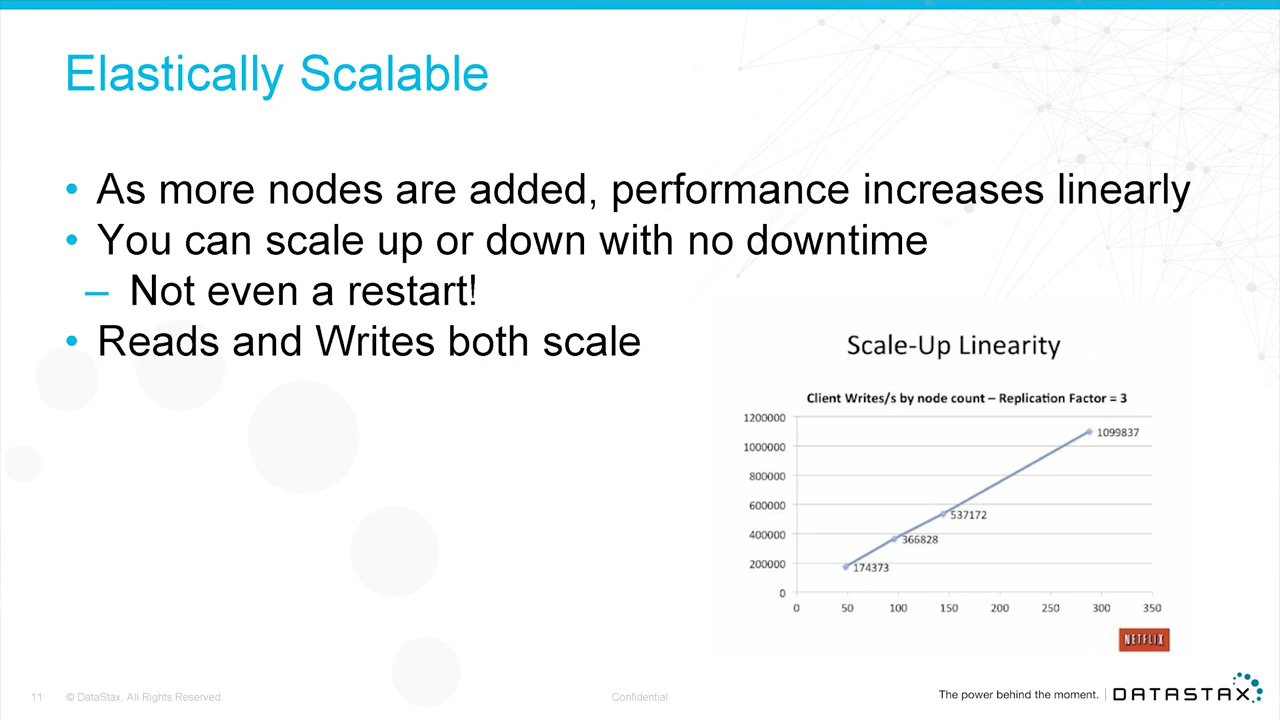 Elastically Scalable
• As more nodes are added, performance increases linearly
• You can scale up or down with no downtime
– Not even a restart!
• Reads and Writes both scale
Scale-Up Linearity
Client Writes/s by node count – Replication Factor = 3
1200000
1000000
800000
600000
400000
200000
0
1099837
537172
366828
174373
0 50 100 150 200 250 300 350
NETFLIX
11 © DataStax, All Rights Reserved. Confidential The power behind the moment. | DATASTAX